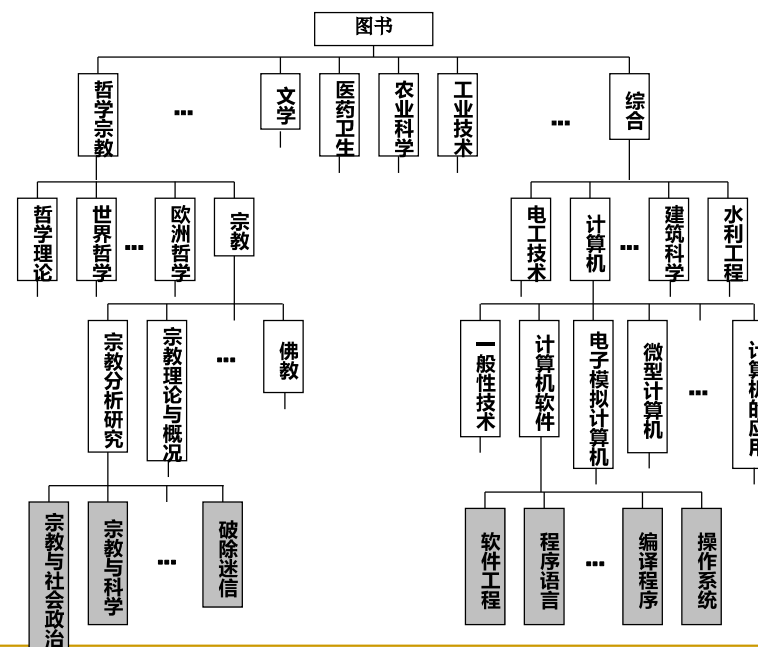 图书
哲学宗教
...
文学
医药卫生
农业科学
工业技术
...
综合
哲学理论
世界哲学
...
欧洲哲学
宗教
电工技术
计算机
...
建筑科学
水利工程
宗教分析研究
宗教理论与概况
...
佛教
一般性技术
计算机软件
电子模拟计算机
微型计算机
...
计算机的应用
宗教与社会政治
宗教与科学
...
破除迷信
软件工程
程序语言
...
编译程序
操作系统